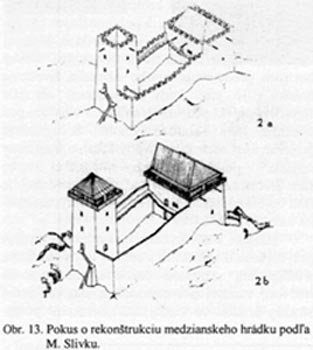 2a
2b
Obr. 13. Pokus o rekonštrukciu medzianskeho hrádku podľa
M. Slivku.